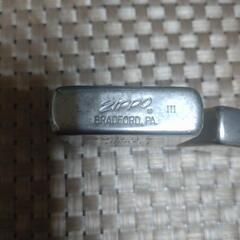 ZIPPO ® III
BRADFORD, PA.